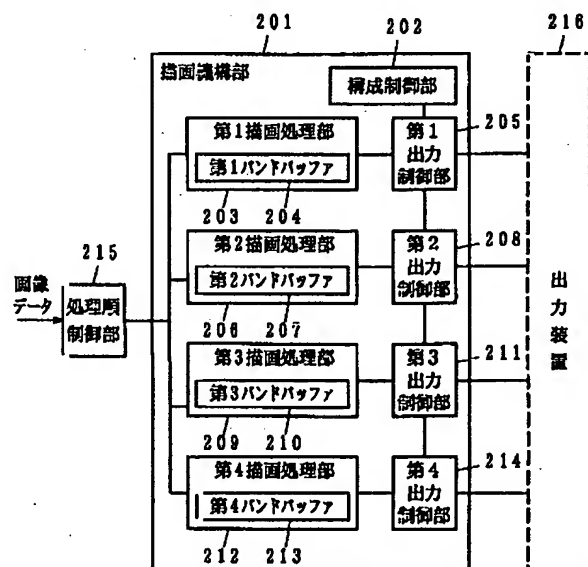 201
202
216
描画機構部
構成制御部
第1描画処理部
第1バンドバッファ
第1
出力
制御部
205
203
204
215
画像
データ
処理順
制御部
第2描画処理部
第2バンドバッファ
第2
出力
制御部
208
206
207
出力装置
第3描画処理部
第3バンドバッファ
第3
出力
制御部
211
209
210
第4描画処理部
第4バンドバッファ
第4
出力
制御部
214
212
213